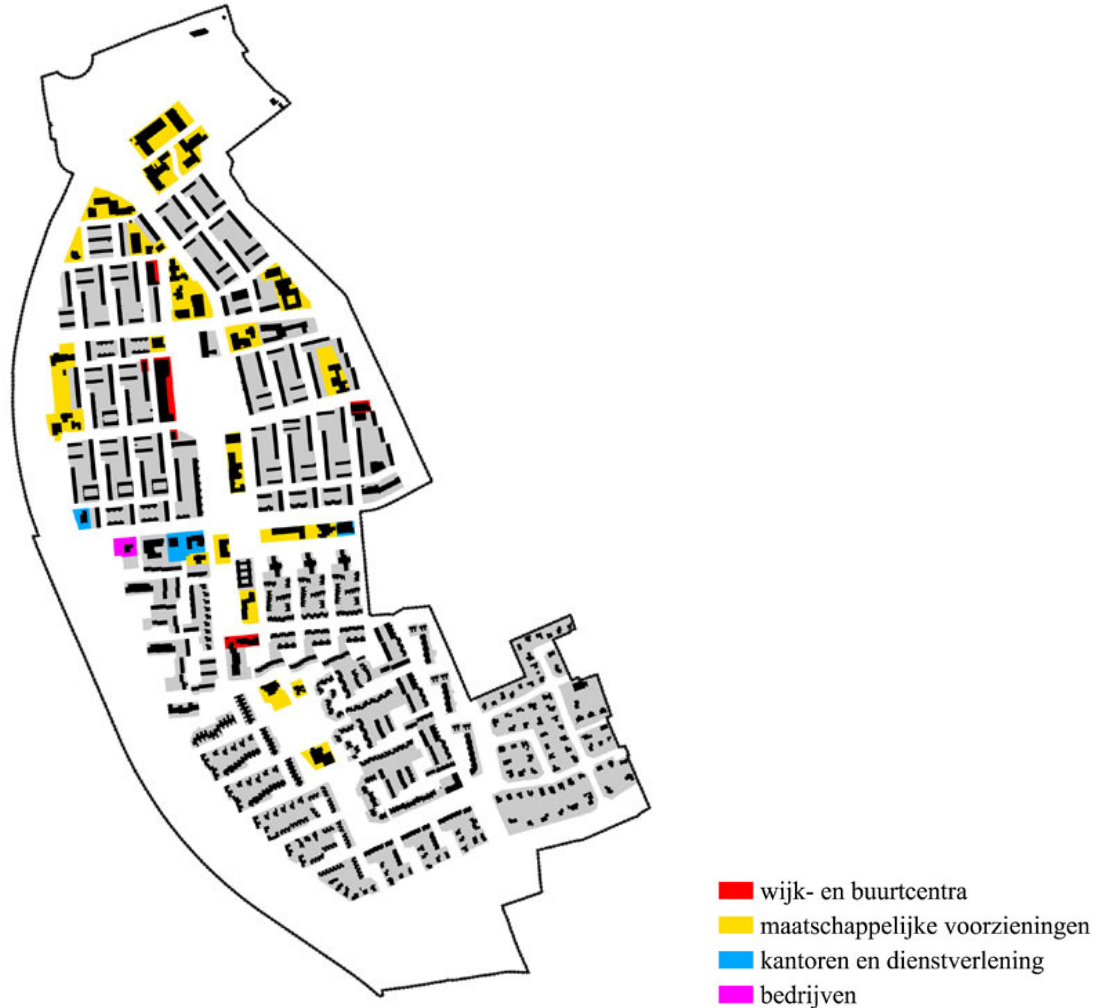 wijk- en buurtcentra
maatschappelijke voorzieningen
kantoren en dienstverlening
bedrijven